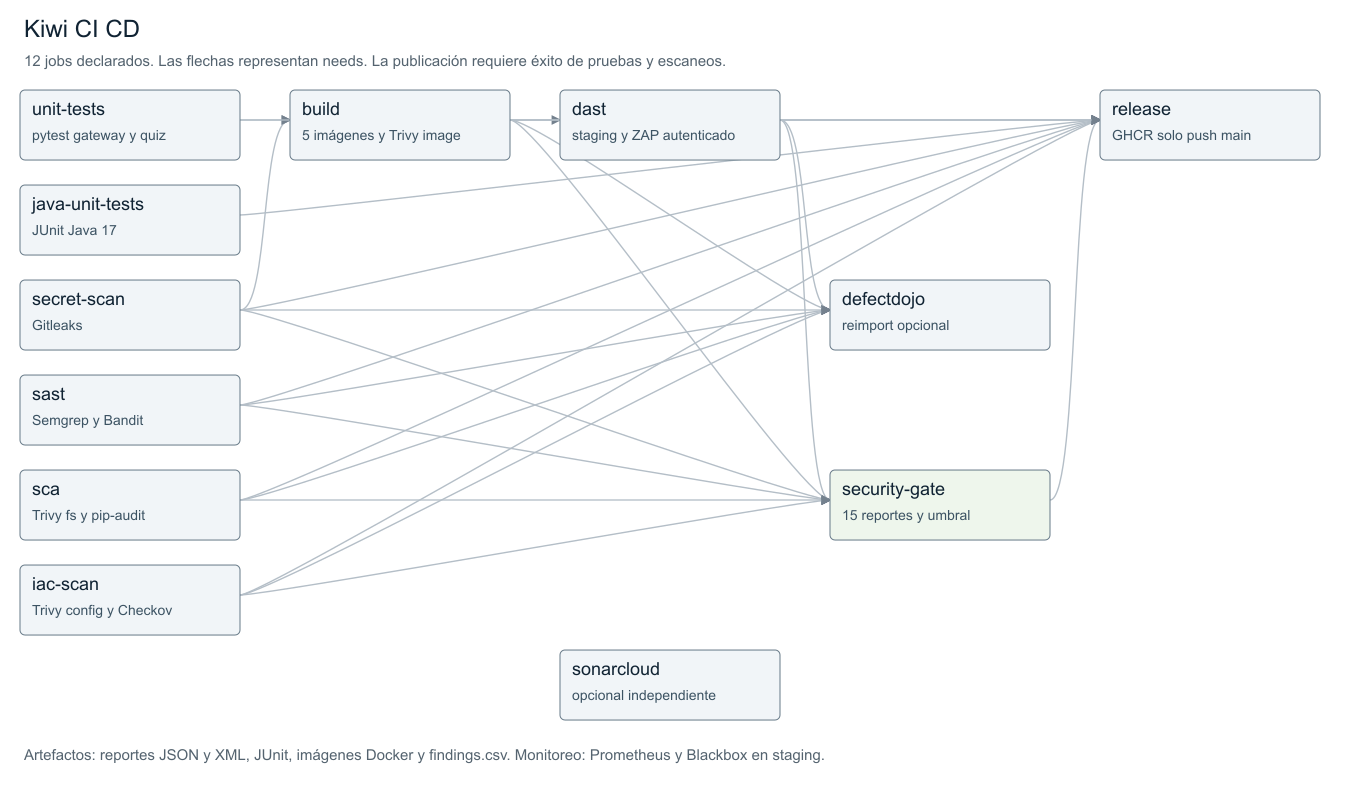 Kiwi CI CD
12 jobs declarados. Las flechas representan needs. La publicación requiere éxito de pruebas y escaneos.
unit-tests
pytest gateway y quiz
build
5 imágenes y Trivy image
dast
staging y ZAP autenticado
release
GHCR solo push main
java-unit-tests
JUnit Java 17
secret-scan
Gitleaks
defectdojo
reimport opcional
sast
Semgrep y Bandit
sca
Trivy fs y pip-audit
security-gate
15 reportes y umbral
iac-scan
Trivy config y Checkov
sonarcloud
opcional independiente
Artefactos: reportes JSON y XML, JUnit, imágenes Docker y findings.csv. Monitoreo: Prometheus y Blackbox en staging.